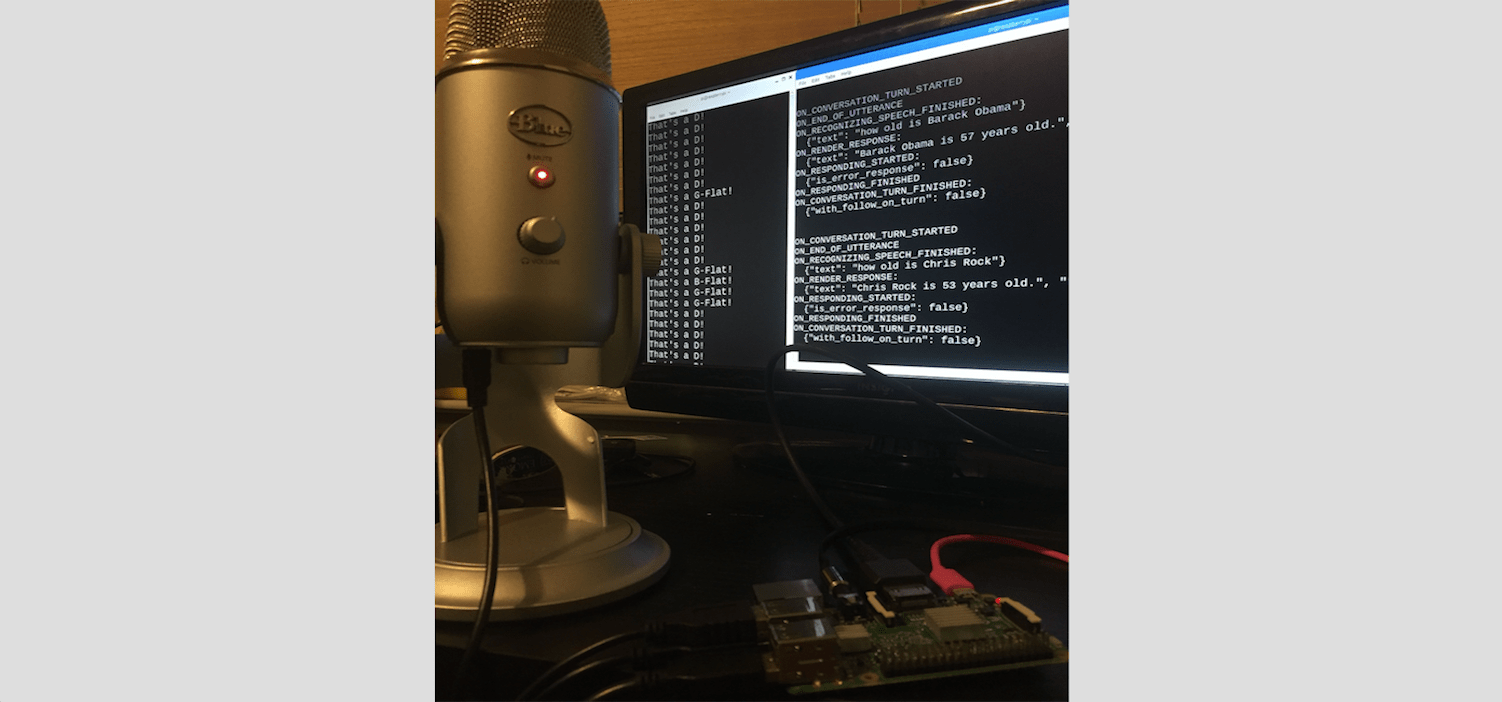 Blue
MUTE
VOLUME
File Edit Tabs Help
That's a D!
That's a D!
That's a D!
That's a D!
That's a D!
That's a D!
That's a D!
That's a G-Flat!
That's a D!
That's a D!
That's a D!
That's a D!
That's a D!
That's a D!
That's a G-Flat!
That's a B-Flat!
That's a G-Flat!
That's a G-Flat!
That's a D!
That's a D!
That's a D!
That's a D!
That's a D!
File Edit Tabs Help
ON_CONVERSATION_TURN_STARTED
ON_END_OF_UTTERANCE
ON_RECOGNIZING_SPEECH_FINISHED:
{"text": "how old is Barack Obama"}
ON_RENDER_RESPONSE:
{"text": "Barack Obama is 57 years old.",
ON_RESPONDING_STARTED:
{"is_error_response": false}
ON_RESPONDING_FINISHED
ON_CONVERSATION_TURN_FINISHED:
{"with_follow_on_turn": false}
ON_CONVERSATION_TURN_STARTED
ON_END_OF_UTTERANCE
ON_RECOGNIZING_SPEECH_FINISHED:
{"text": "how old is Chris Rock"}
ON_RENDER_RESPONSE:
{"text": "Chris Rock is 53 years old.", "
ON_RESPONDING_STARTED:
{"is_error_response": false}
ON_RESPONDING_FINISHED
ON_CONVERSATION_TURN_FINISHED:
{"with_follow_on_turn": false}